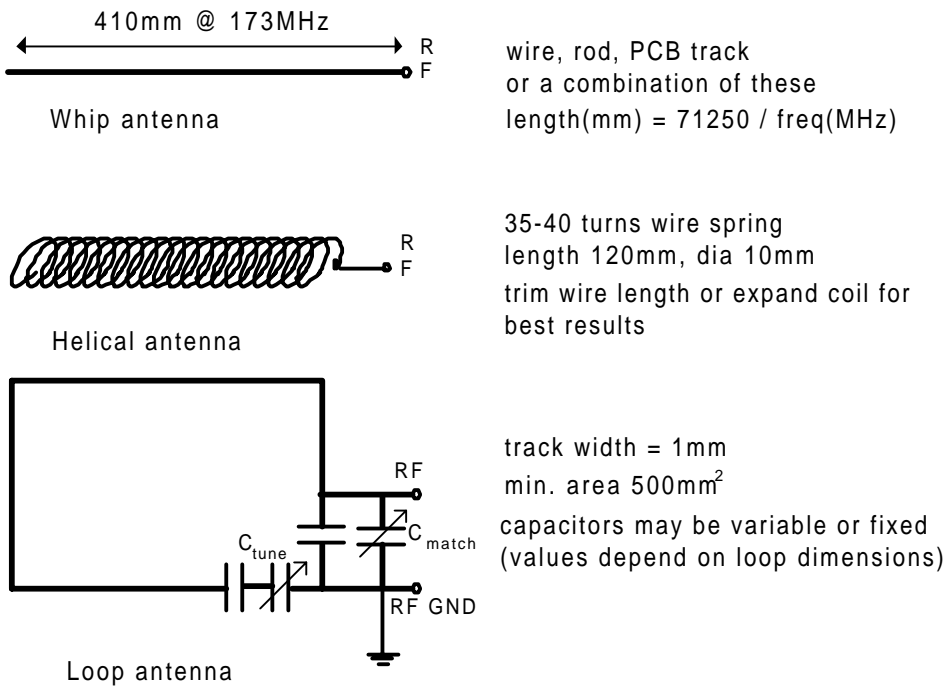 410mm @ 173MHz
R
F
Whip antenna
wire, rod, PCB track
or a combination of these
length(mm) = 71250 / freq(MHz)
R
F
Helical antenna
35-40 turns wire spring
length 120mm, dia 10mm
trim wire length or expand coil for
best results
RF
C match
C tune
RF GND
Loop antenna
track width = 1mm
min. area 500mm²
capacitors may be variable or fixed
(values depend on loop dimensions)